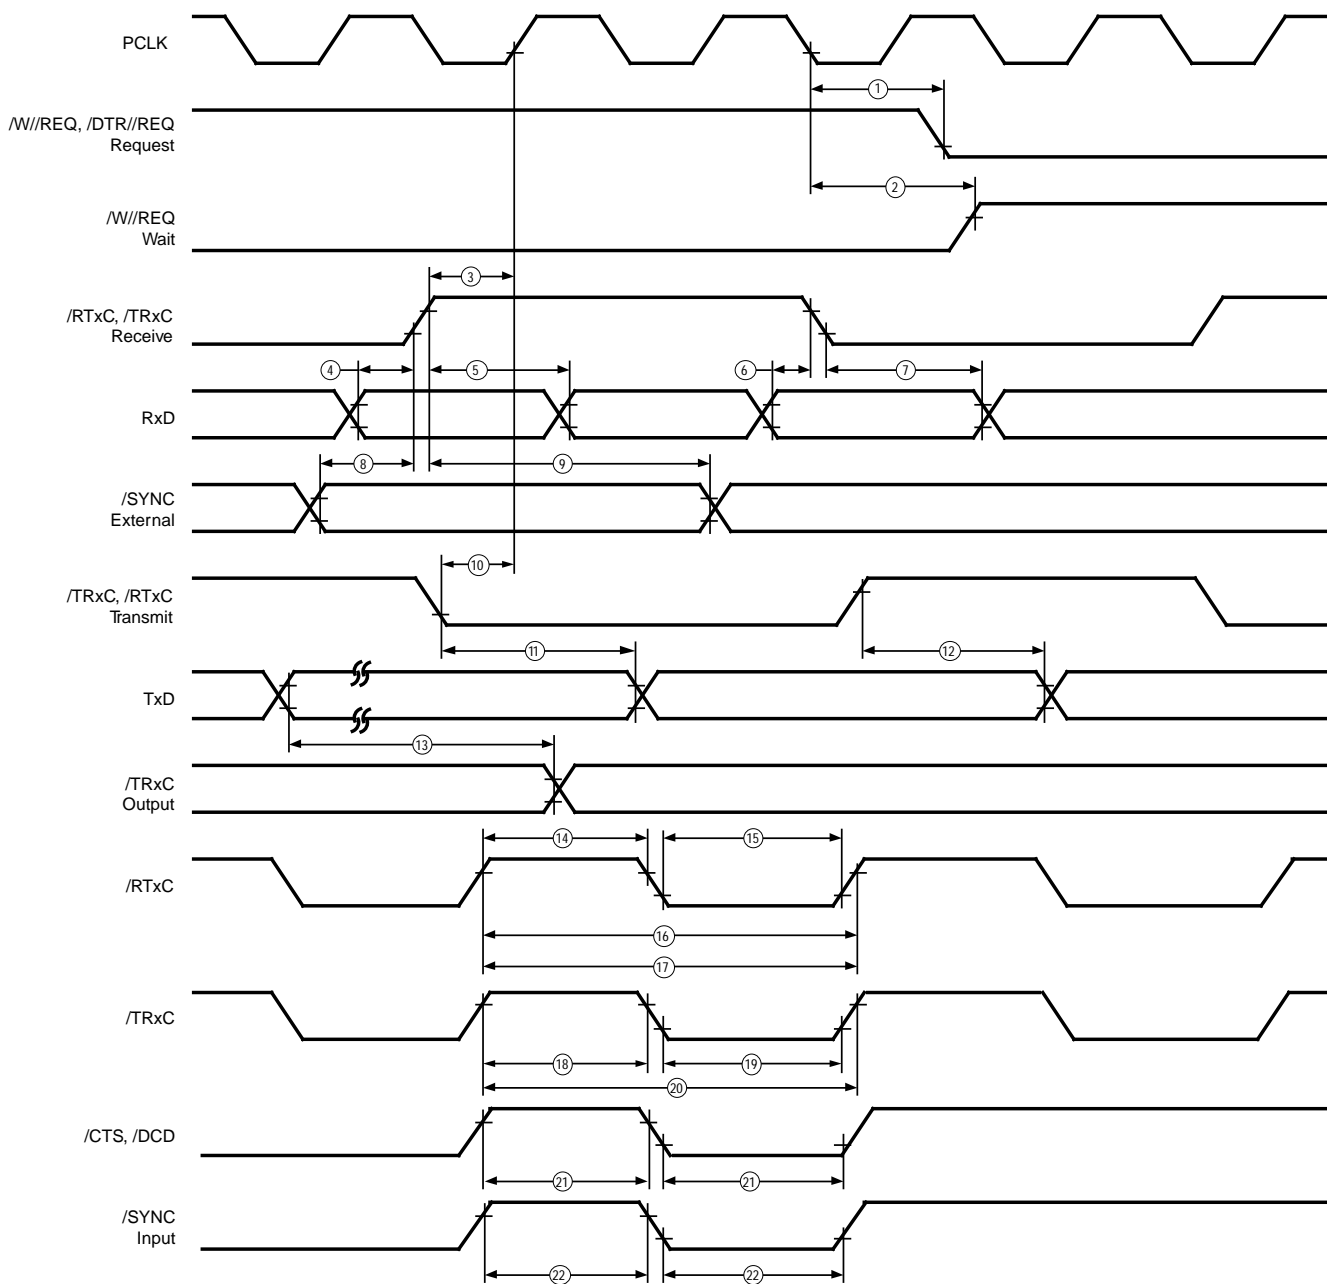 PCLK
1
/W//REQ, /DTR//REQ
Request
2
/W//REQ
Wait
3
/RTxC, /TRxC
Receive
4
5
6
7
RxD
8
9
/SYNC
External
10
/TRxC, /RTxC
Transmit
11
12
TxD
13
/TRxC
Output
14
15
/RTxC
16
17
/TRxC
18
19
20
/CTS, /DCD
21
21
/SYNC
Input
22
22